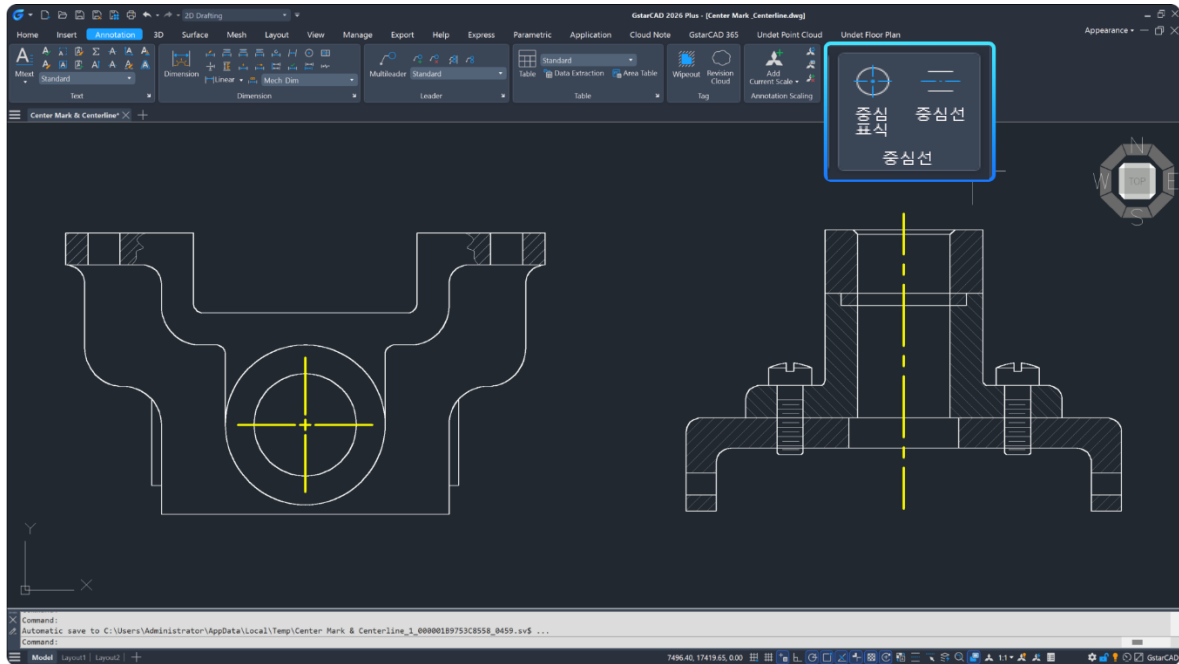 2D Drafting
GstarCAD 2026 Plus - [Center Mark _Centerline.dwg]
Home Insert Annotation 3D Surface Mesh Layout View Manage Export Help Express Parametric Application Cloud Note GstarCAD 365 Undet Point Cloud Undet Floor Plan Appearance
Mtext
Standard
Text
Dimension
Linear
Mech Dim
Dimension
Multileader
Standard
Leader
Table
Standard
Data Extraction
Area Table
Table
Wipeout
Revision
Cloud
Tag
Add
Current Scale
Annotation Scaling
중심
표식
중심선
중심선
Center Mark & Centerline*
N
W TOP E
S
Y
X
Command:
Automatic save to C:\Users\Administrator\AppData\Local\Temp\Center Mark & Centerline_1_000001B9753C8558_0459.sv$ ...
Command:
Model Layout1 Layout2
7496.40, 17419.65, 0.00
1:1
GstarCAD